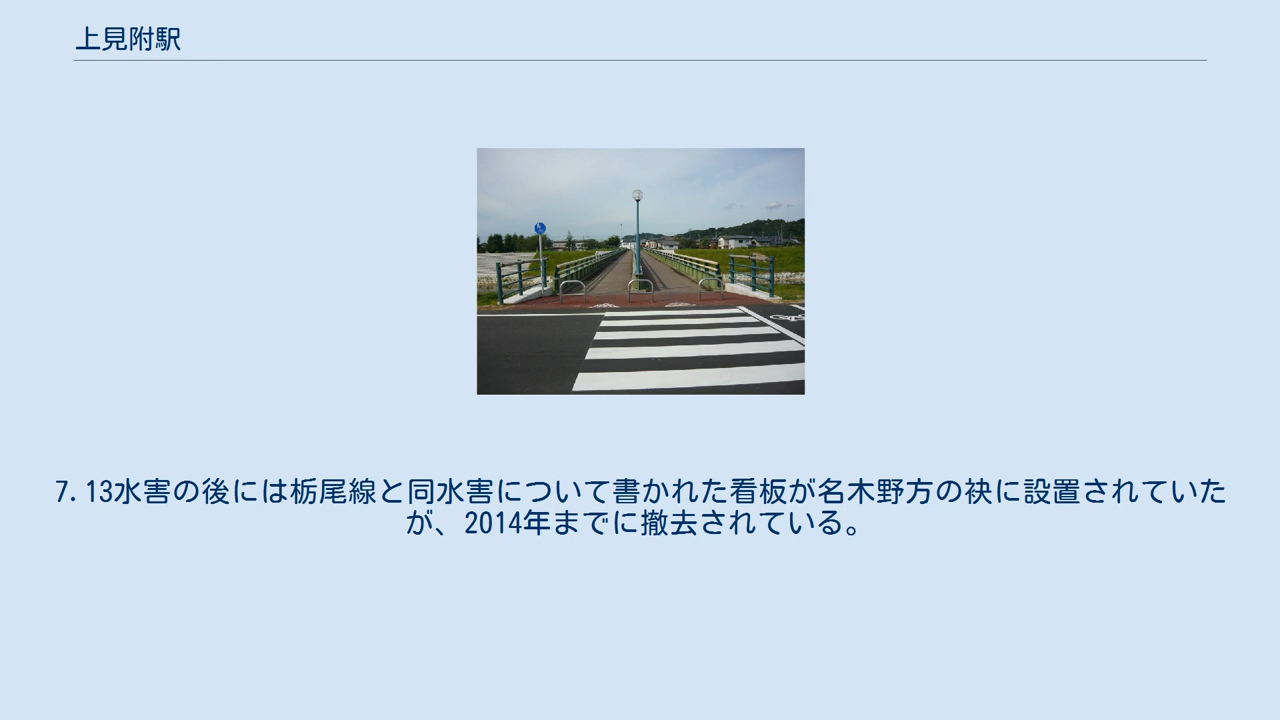 上見附駅
7.13水害の後には栃尾線と同水害について書かれた看板が名木野方の袂に設置されていた
が、2014年までに撤去されている。